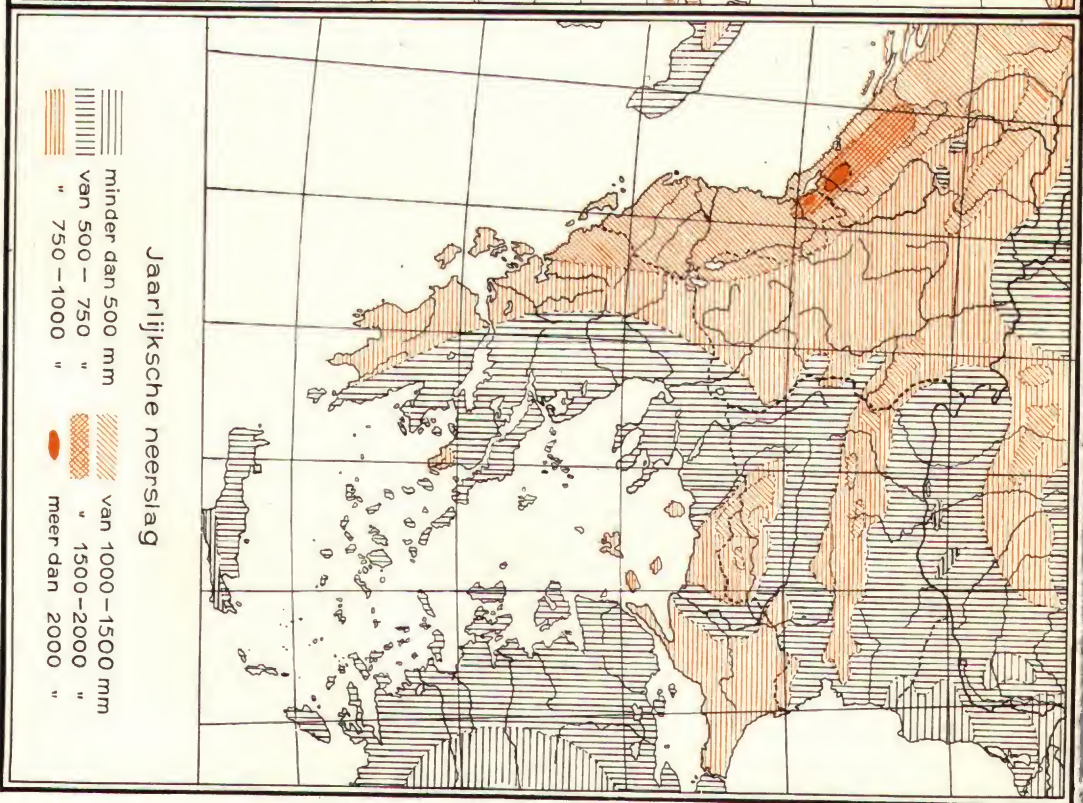 Jaarlijksche neerslag
minder dan 500 mm
van 500 – 750 "
" 750 – 1000 "
van 1000 – 1500 mm
" 1500 – 2000 "
meer dan 2000 "